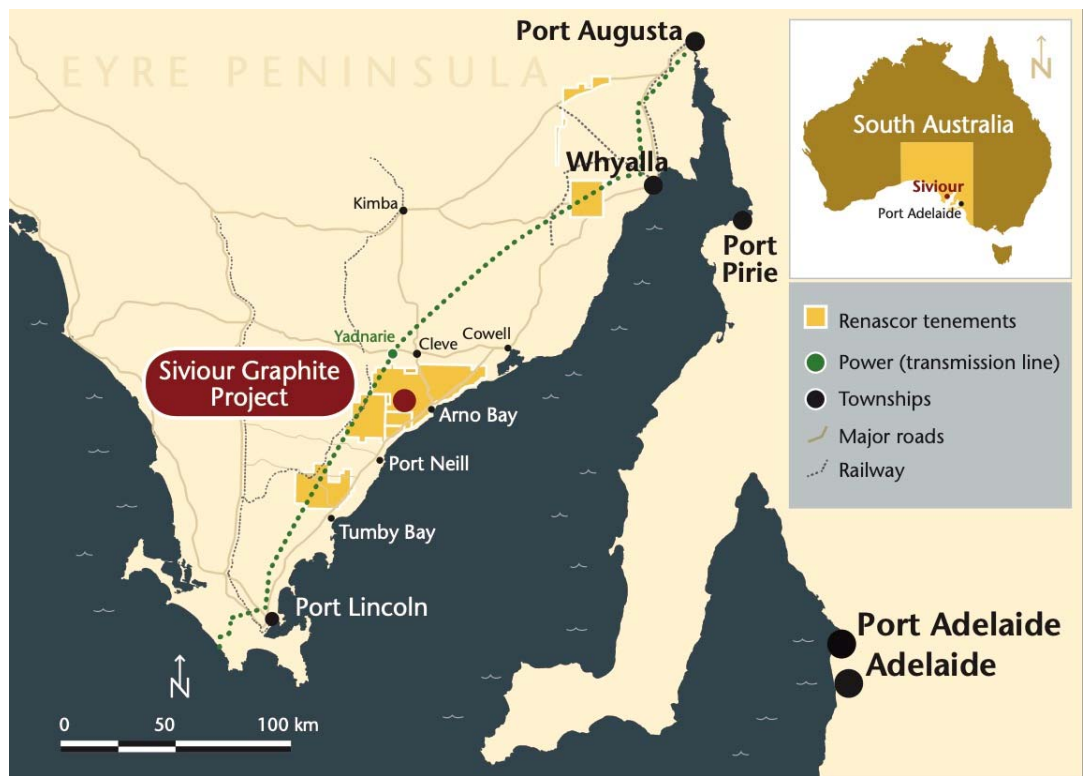 Port Augusta
EYRE PENINSULA
N
South Australia
Whyalla
Siviour
Kimba
Port Adelaide
Port
Pirie
Renascor tenements
Yadnarie
Cowell
Cleve
Power (transmission line)
Siviour Graphite
Project
Townships
Arno Bay
Major roads
Port Neill
Railway
Tumby Bay
Port Lincoln
Port Adelaide
Adelaide
N
0 50 100 km